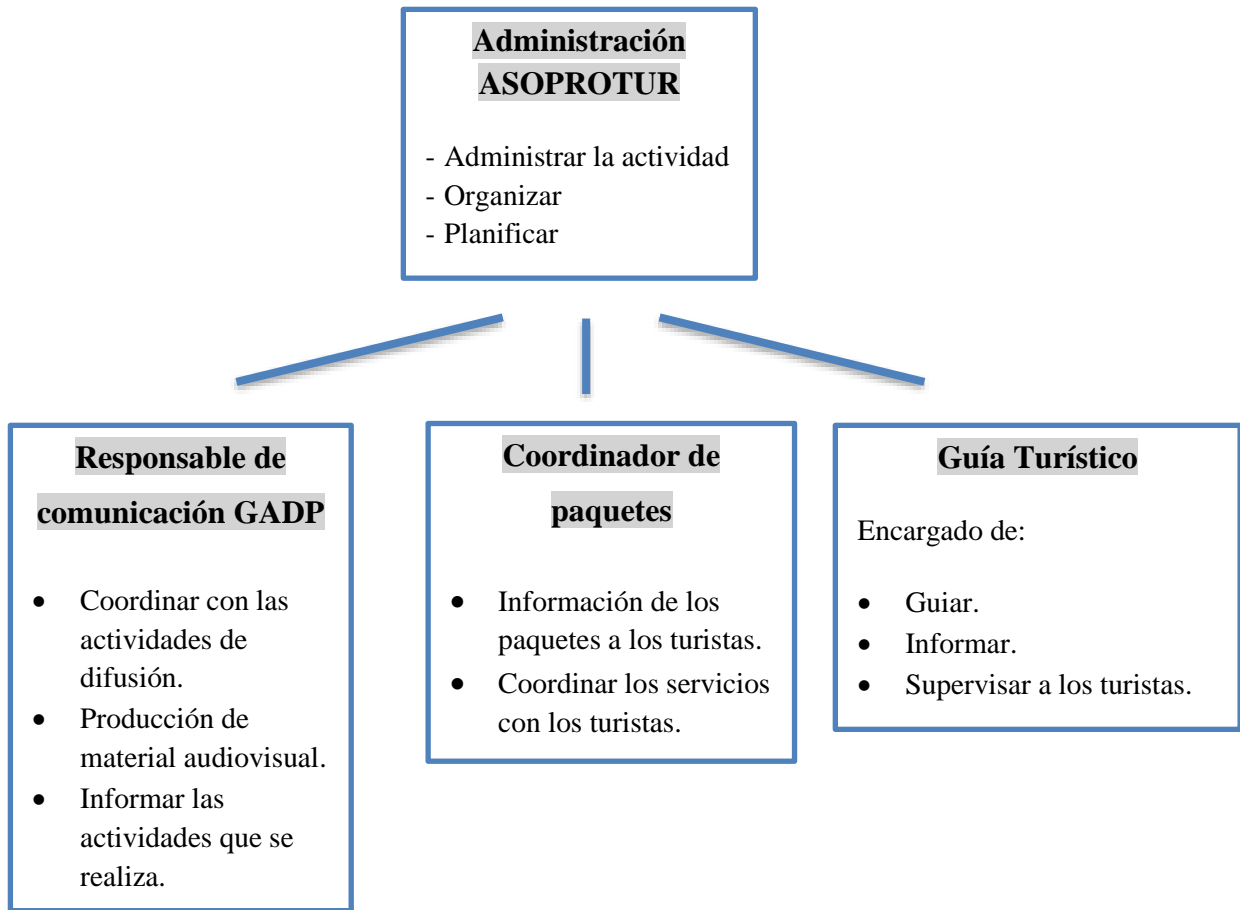 Administración
ASOPROTUR
- Administrar la actividad
- Organizar
- Planificar
Responsable de
comunicación GADP
• Coordinar con las
actividades de
difusión.
• Producción de
material audiovisual.
• Informar las
actividades que se
realiza.
Coordinador de
paquetes
• Información de los
paquetes a los turistas.
• Coordinar los servicios
con los turistas.
Guía Turístico
Encargado de:
• Guiar.
• Informar.
• Supervisar a los turistas.